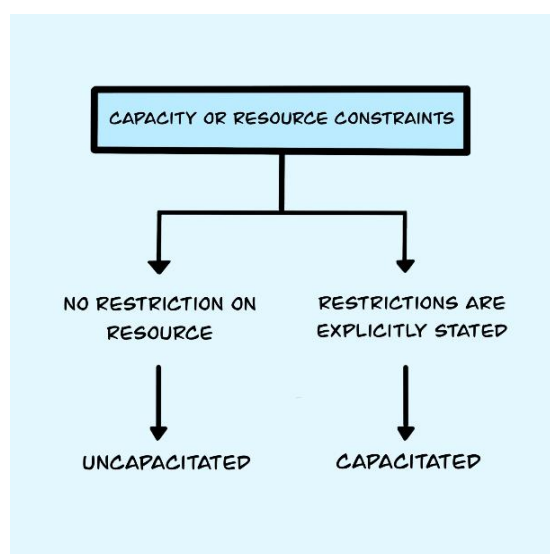 CAPACITY OR RESOURCE CONSTRAINTS
NO RESTRICTION ON
RESOURCE
RESTRICTIONS ARE
EXPLICITLY STATED
UNCAPACITATED
CAPACITATED